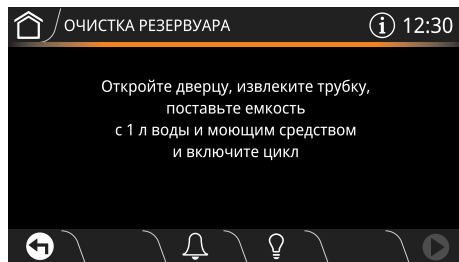 ОЧИСТКА РЕЗЕРВУАРА
12:30
Откройте дверцу, извлеките трубку,
поставьте емкость
с 1 л воды и моющим средством
и включите цикл